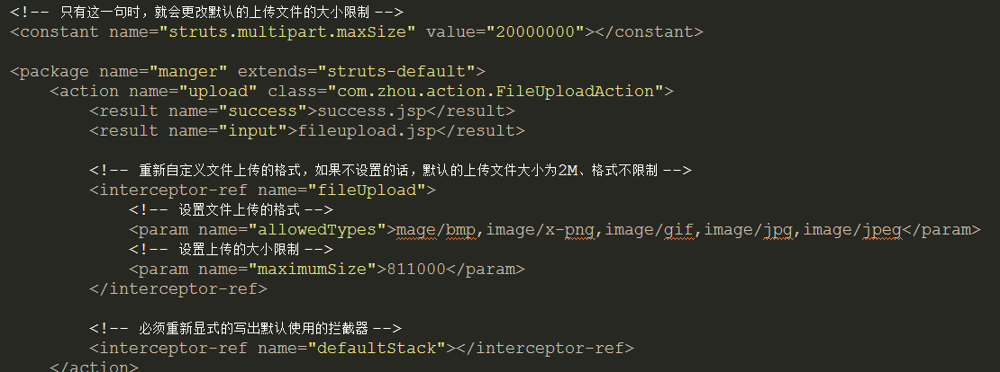 <!-- 只有这一句时，就会更改默认的上传文件的大小限制 -->
<constant name="struts.multipart.maxSize" value="20000000"></constant>
<package name="manger" extends="struts-default">
<action name="upload" class="com.zhou.action.FileUploadAction">
<result name="success">success.jsp</result>
<result name="input">fileupload.jsp</result>
<!-- 重新自定义文件上传的格式，如果不设置的话，默认的上传文件大小为2M、格式不限制 -->
<interceptor-ref name="fileUpload">
<!-- 设置文件上传的格式 -->
<param name="allowedTypes">mage/bmp,image/x-png,image/gif,image/jpg,image/jpeg</param>
<!-- 设置上传的大小限制 -->
<param name="maximumSize">811000</param>
</interceptor-ref>
<!-- 必须重新显式的写出默认使用的拦截器 -->
<interceptor-ref name="defaultStack"></interceptor-ref>
</action>